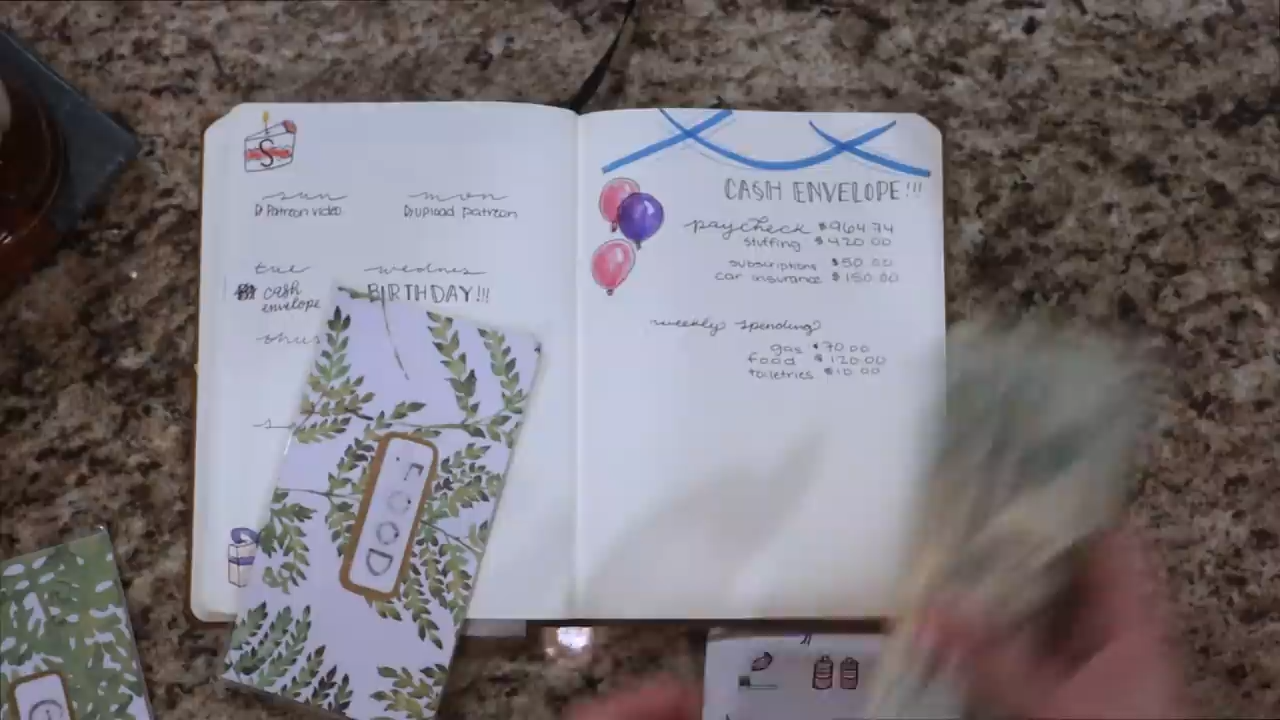 S
sun
Patreon video
mon
upload patreon
tue
cash
envelope
wednes
BIRTHDAY!!!
thus
FOOD
CASH ENVELOPE!!!
paycheck $964.74
stuffing $420.00
subscriptions $50.00
car insurance $150.00
weekly spending
gas $70.00
food $120.00
toiletries $10.00
G